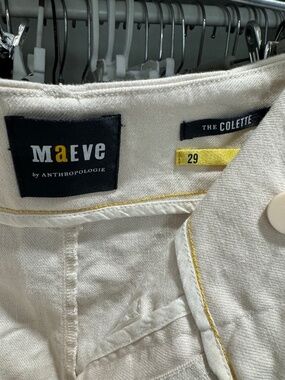 MaEVe
by ANTHROPOLOGIE
THE COLETTE
29